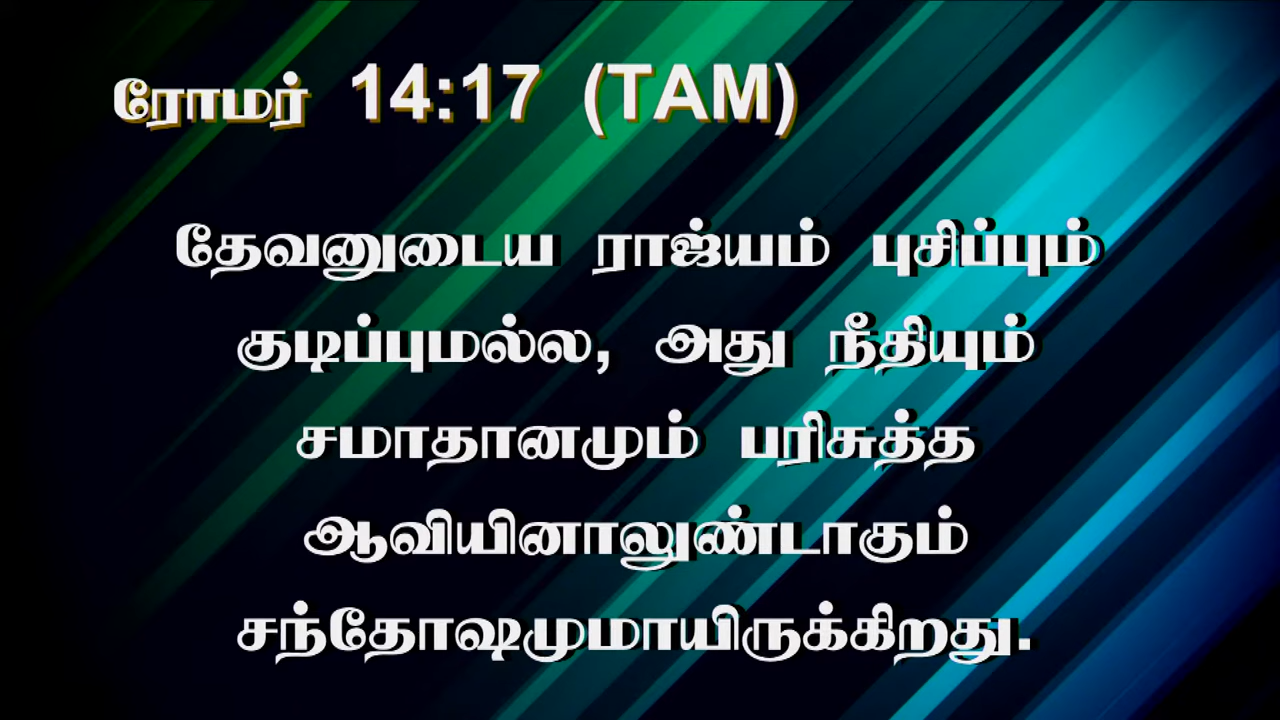 ரோமர் 14:17 (TAM)
தேவனுடைய ராஜ்யம் புசிப்பும்
குடிப்புமல்ல, அது நீதியும்
சமாதானமும் பரிசுத்த
ஆவியினாலுண்டாகும்
சந்தோஷமுமாயிருக்கிறது.